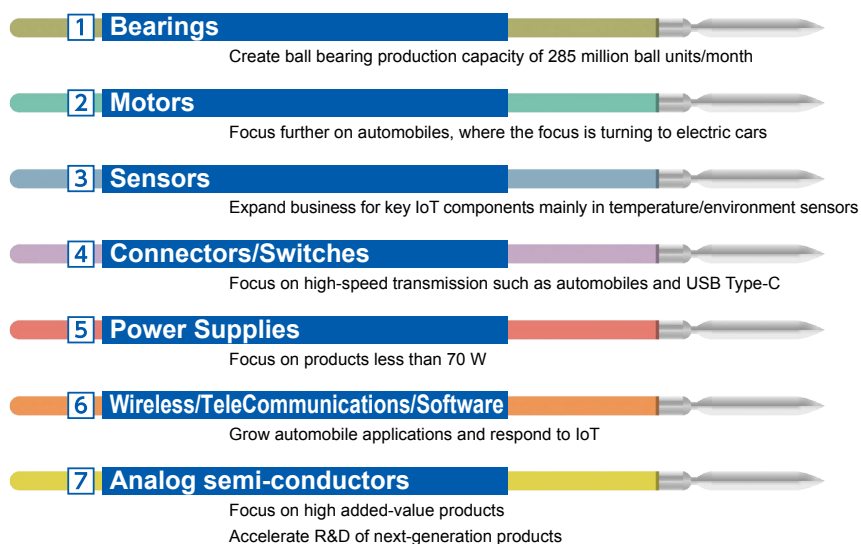 1 Bearings
Create ball bearing production capacity of 285 million ball units/month
2 Motors
Focus further on automobiles, where the focus is turning to electric cars
3 Sensors
Expand business for key IoT components mainly in temperature/environment sensors
4 Connectors/Switches
Focus on high-speed transmission such as automobiles and USB Type-C
5 Power Supplies
Focus on products less than 70 W
6 Wireless/TeleCommunications/Software
Grow automobile applications and respond to IoT
7 Analog semi-conductors
Focus on high added-value products
Accelerate R&D of next-generation products